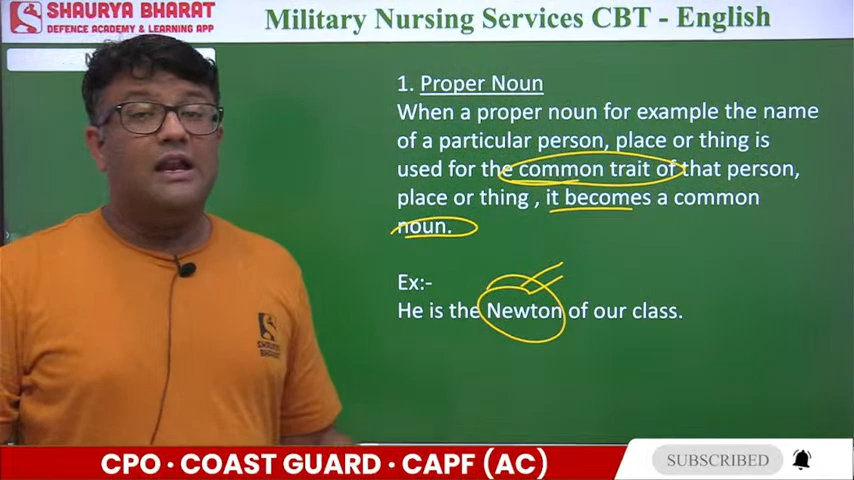 SHAURYA BHARAT
DEFENCE ACADEMY & LEARNING APP
Military Nursing Services CBT - English
1. Proper Noun
When a proper noun for example the name
of a particular person, place or thing is
used for the common trait of that person,
place or thing , it becomes a common
noun.
Ex:-
He is the Newton of our class.
BHARAT
CPO · COAST GUARD · CAPF (AC)
SUBSCRIBED